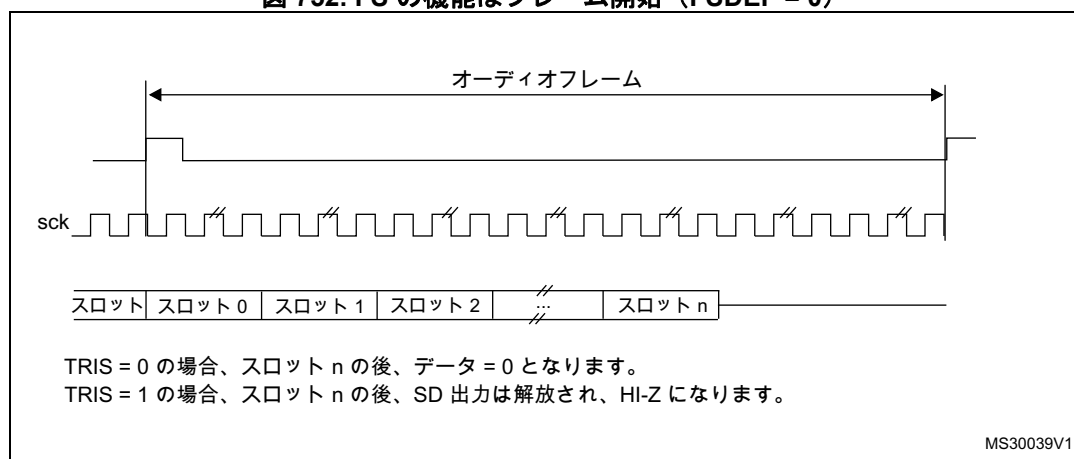 オーディオフレーム
sck
スロット スロット 0 スロット 1 スロット 2 ... スロット n
TRIS = 0 の場合、スロット n の後、データ = 0 となります。
TRIS = 1 の場合、スロット n の後、SD 出力は解放され、HI-Z になります。
MS30039V1